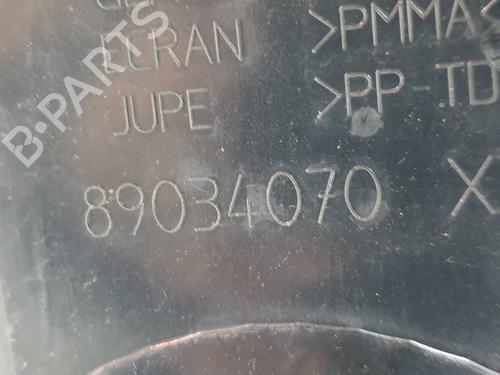 ECRAN >PMMA<
JUPE >PP-TD
89034070 X
B-PARTS